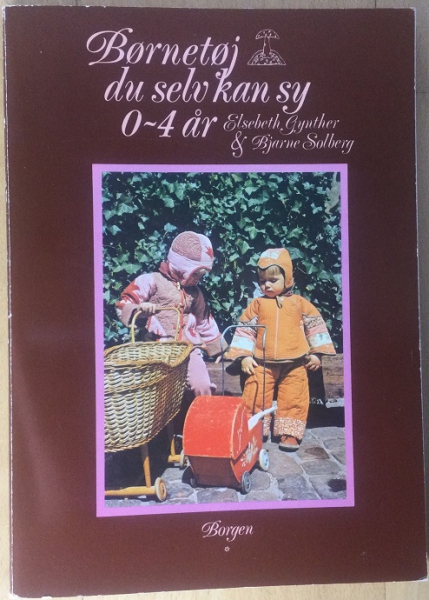 Børnetøj
du selv kan sy
0~4 år Elsebeth Gynther
& Bjarne Solberg
Borgen